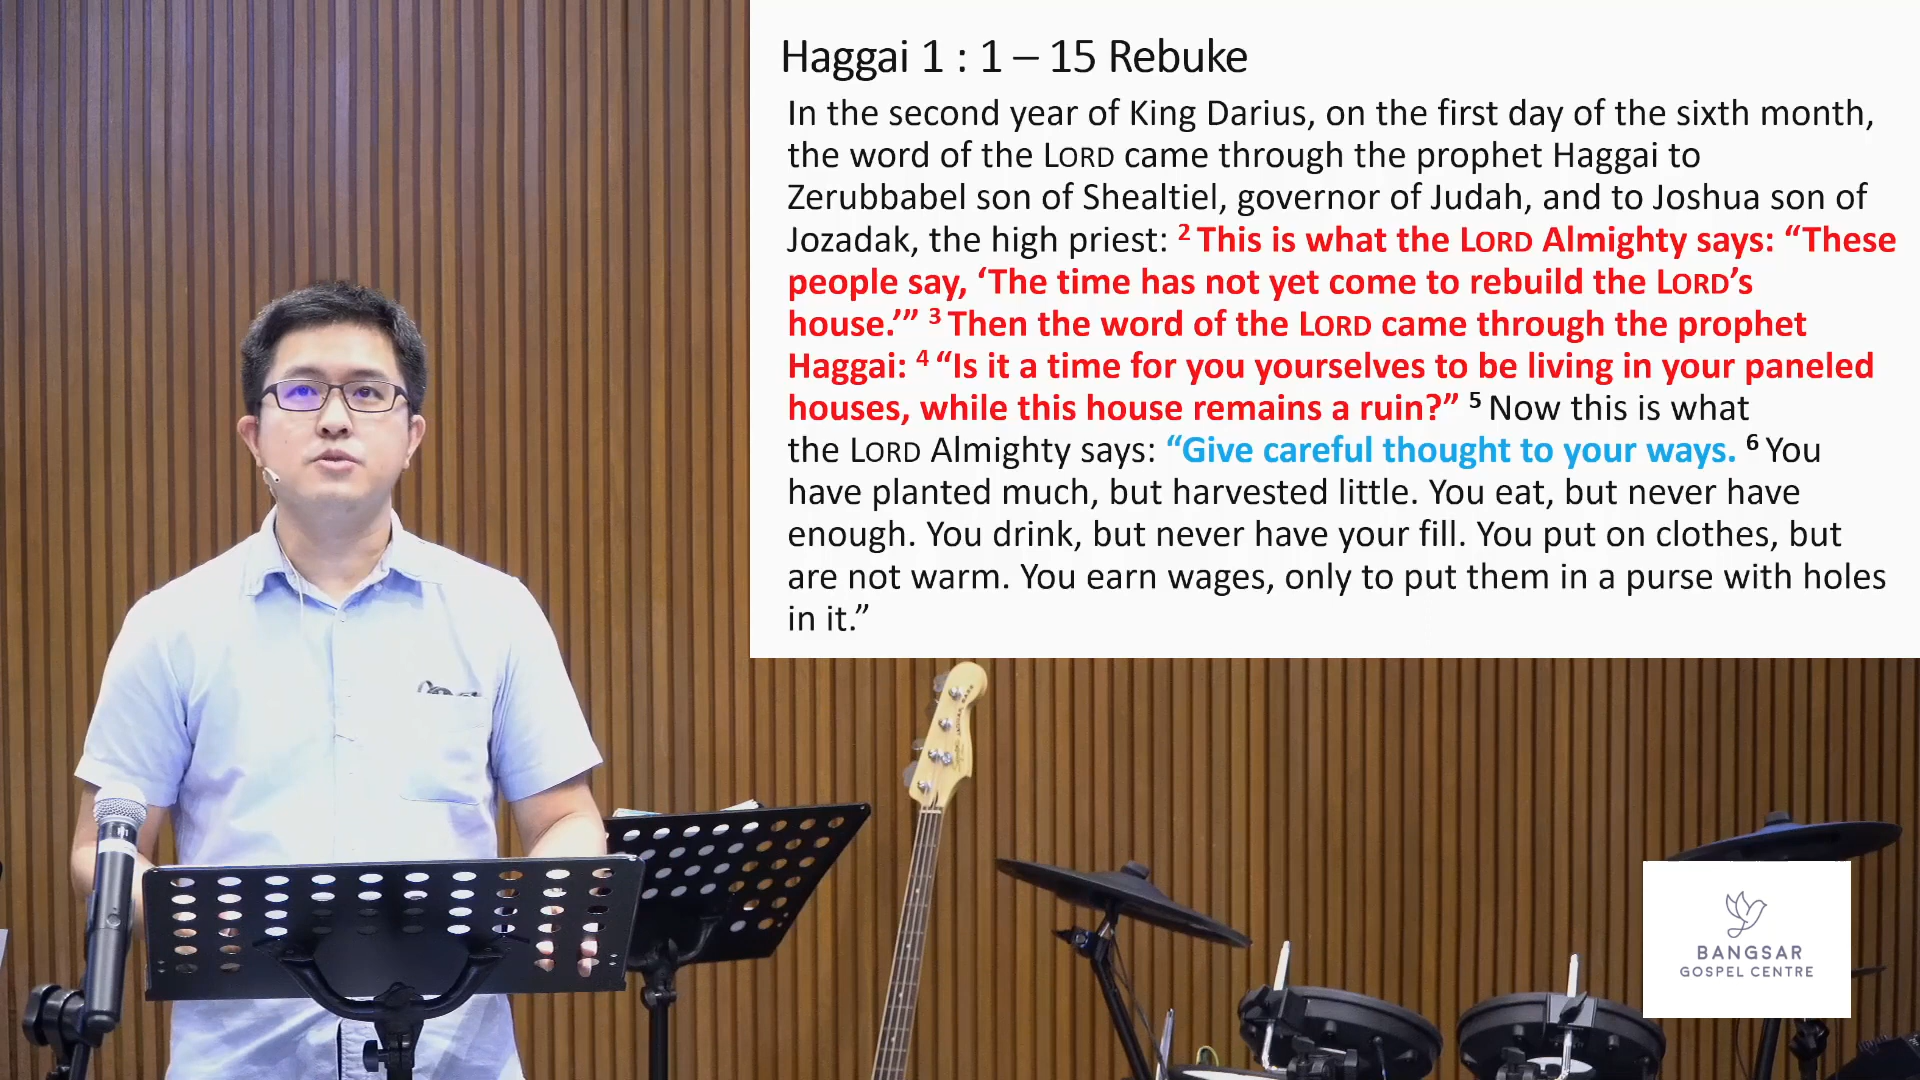 Haggai 1 : 1 – 15 Rebuke
In the second year of King Darius, on the first day of the sixth month,
the word of the LORD came through the prophet Haggai to
Zerubbabel son of Shealtiel, governor of Judah, and to Joshua son of
Jozadak, the high priest: ² This is what the LORD Almighty says: “These
people say, ‘The time has not yet come to rebuild the LORD’s
house.’” ³ Then the word of the LORD came through the prophet
Haggai: ⁴ “Is it a time for you yourselves to be living in your paneled
houses, while this house remains a ruin?” ⁵ Now this is what
the LORD Almighty says: “Give careful thought to your ways. ⁶ You
have planted much, but harvested little. You eat, but never have
enough. You drink, but never have your fill. You put on clothes, but
are not warm. You earn wages, only to put them in a purse with holes
in it.”
BANGSAR
GOSPEL CENTRE